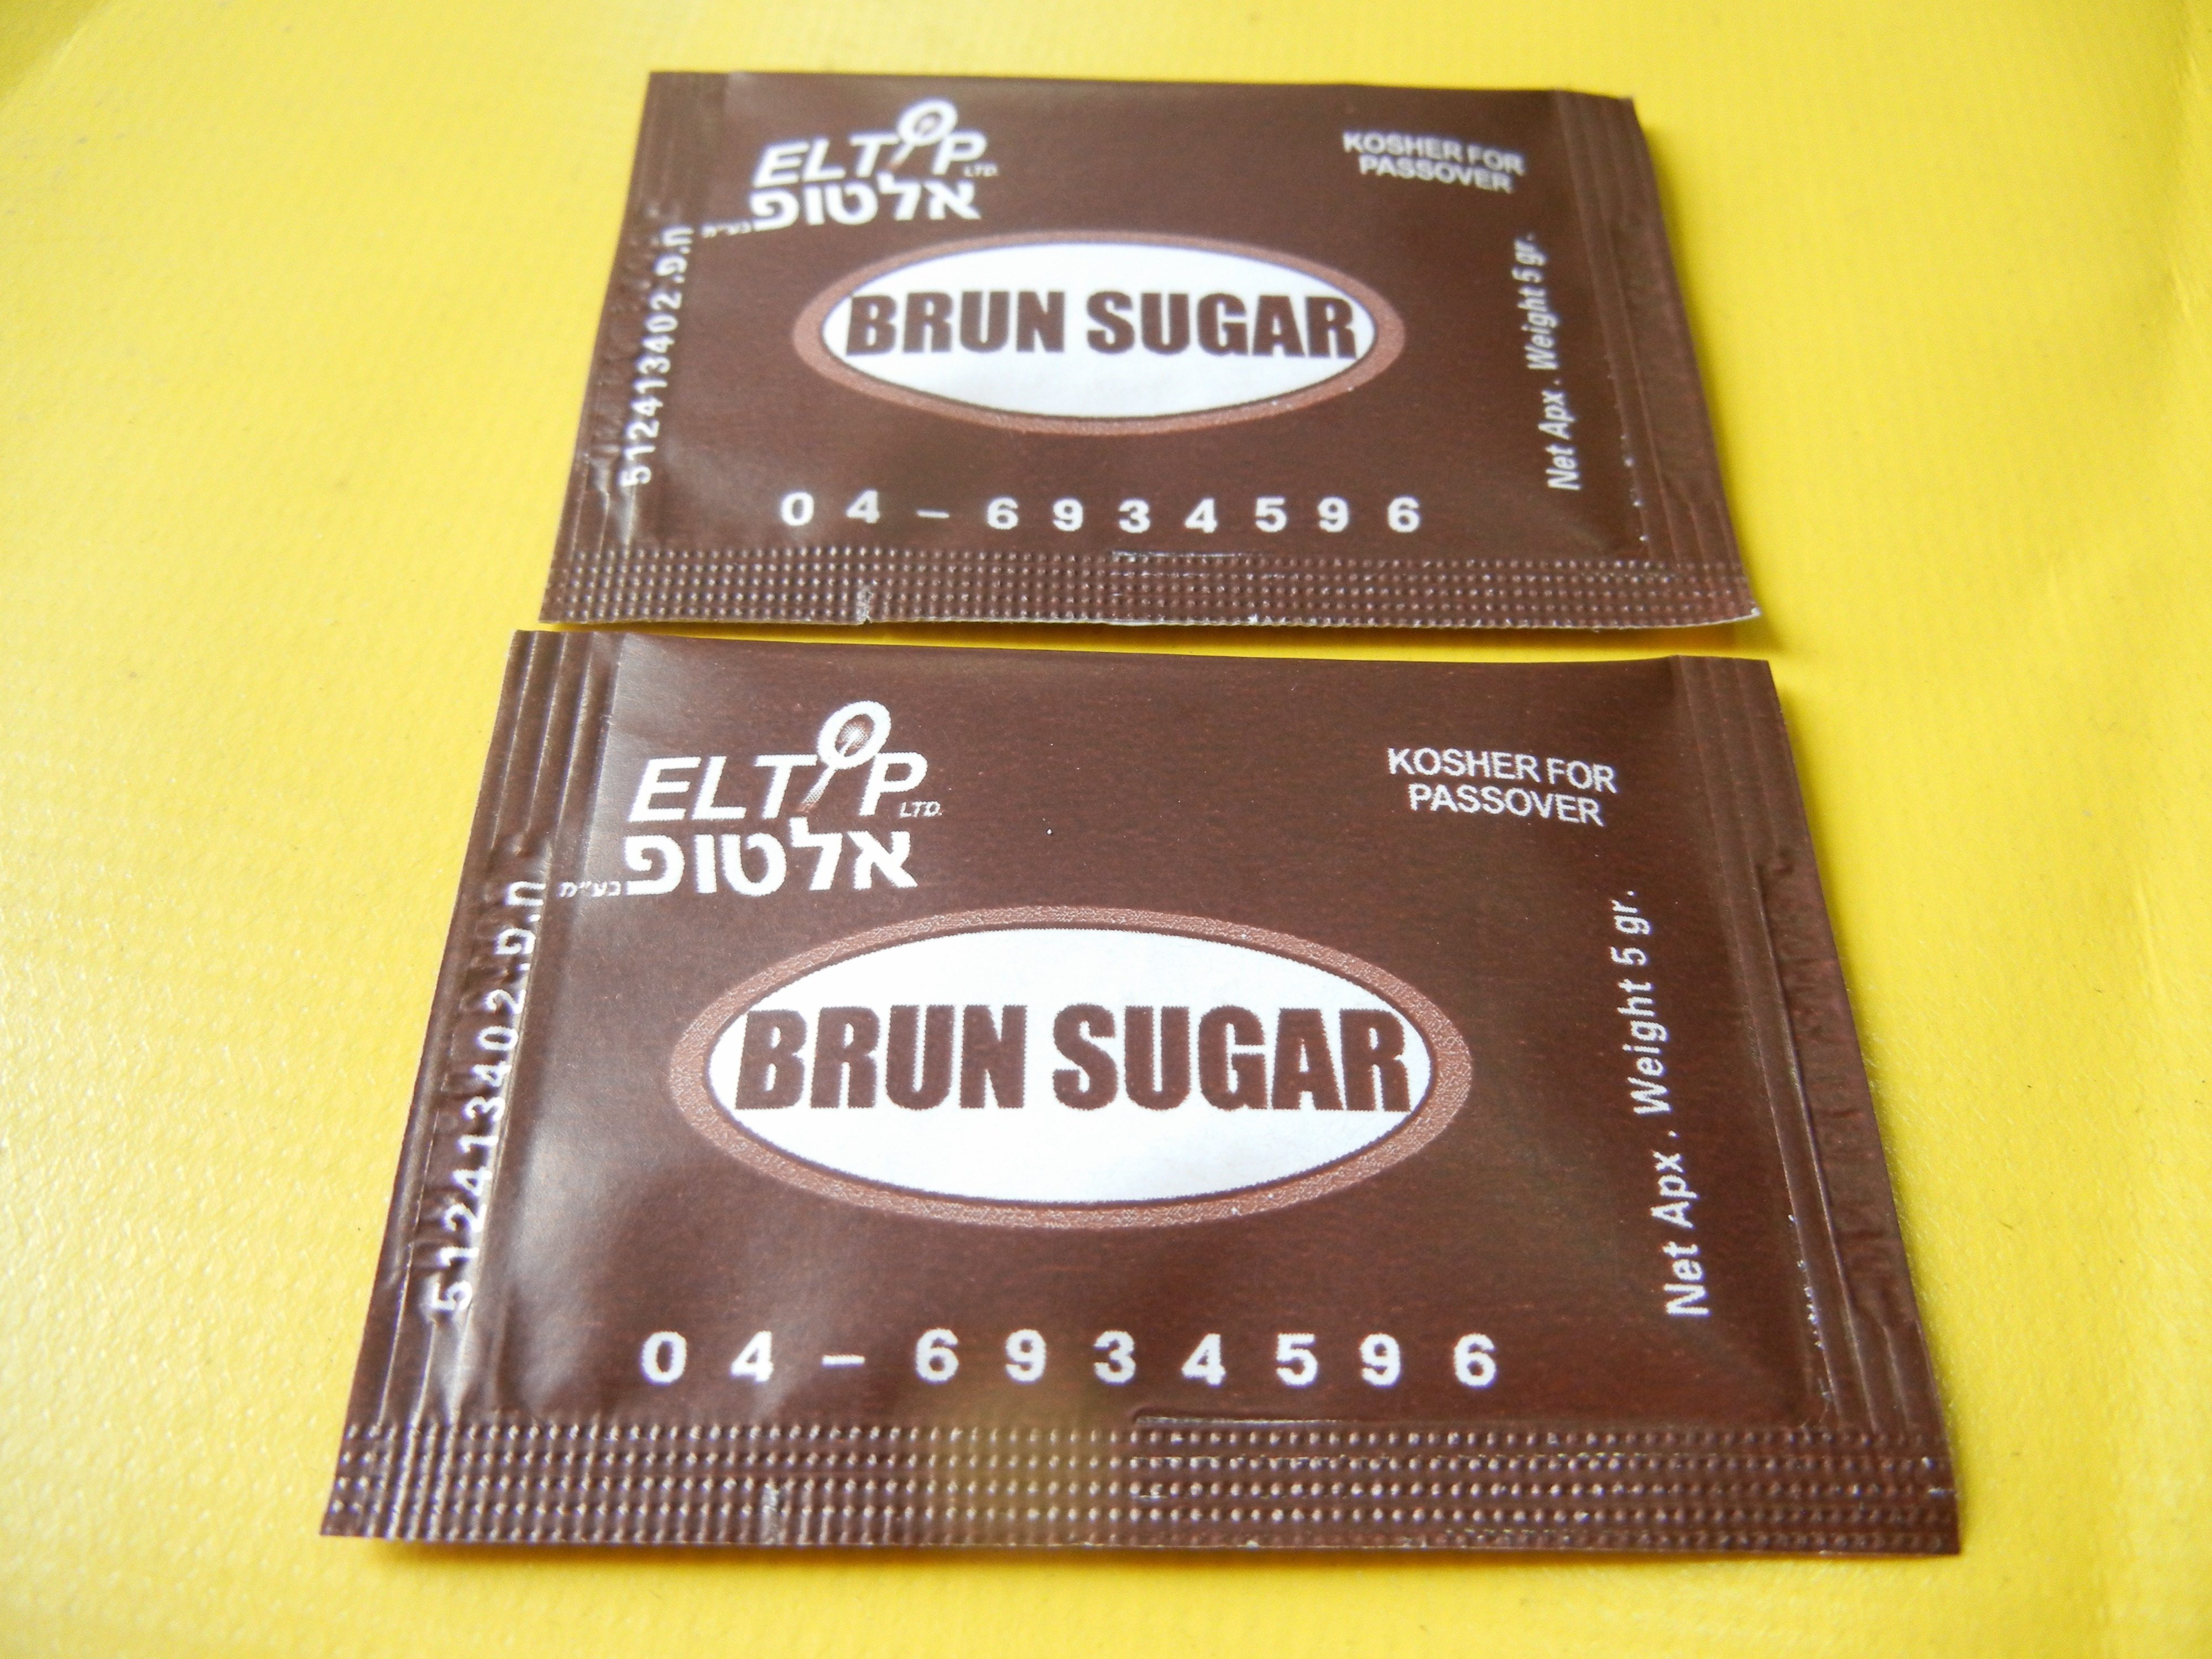 ELTOP LTD.
אלטופ בע"מ
KOSHER FOR
PASSOVER
512413402 .ח.פ
BRUN SUGAR
Net Apx . Weight 5 gr.
04-6934596
ELTOP LTD.
אלטופ בע"מ
KOSHER FOR
PASSOVER
512413402 .ח.פ
BRUN SUGAR
Net Apx . Weight 5 gr.
04-6934596